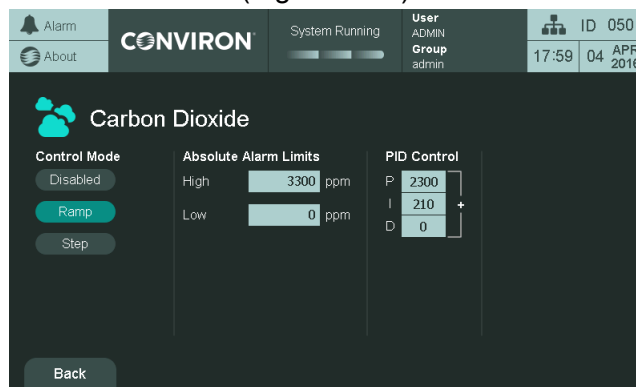 Alarm
About
CONVIRON
System Running
User
ADMIN
Group
admin
ID 050
17:59 04 APR 2016
Carbon Dioxide
Control Mode
Disabled
Ramp
Step
Absolute Alarm Limits
High 3300 ppm
Low 0 ppm
PID Control
P 2300
I 210 +
D 0
Back